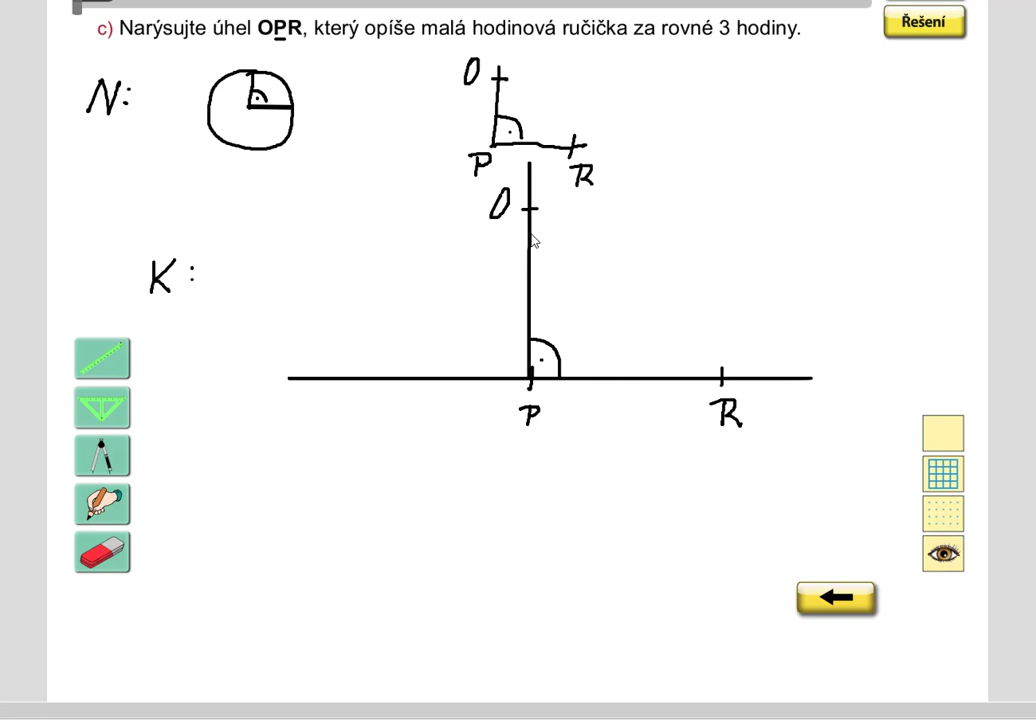 c) Narýsujte úhel OPR, který opíše malá hodinová ručička za rovné 3 hodiny.
Řešení
N:
O
P
R
O
K:
P
R